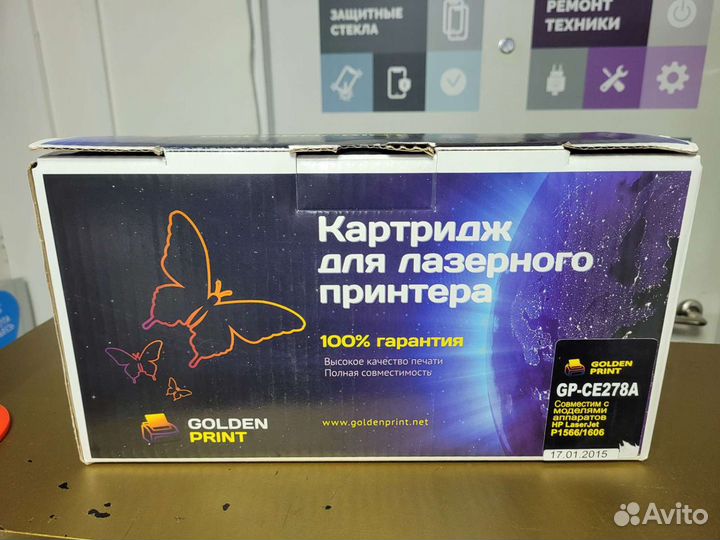 ЗАЩИТНЫЕ
СТЕКЛА
РЕМОНТ
ТЕХНИКИ
Картридж
для лазерного
принтера
100% гарантия
Высокое качество печати
Полная совместимость
GOLDEN
PRINT
www.goldenprint.net
GOLDEN
PRINT
GP-CE278A
Совместим с
моделями
аппаратов
HP LaserJet
P1566/1606
17.01.2015
Avito